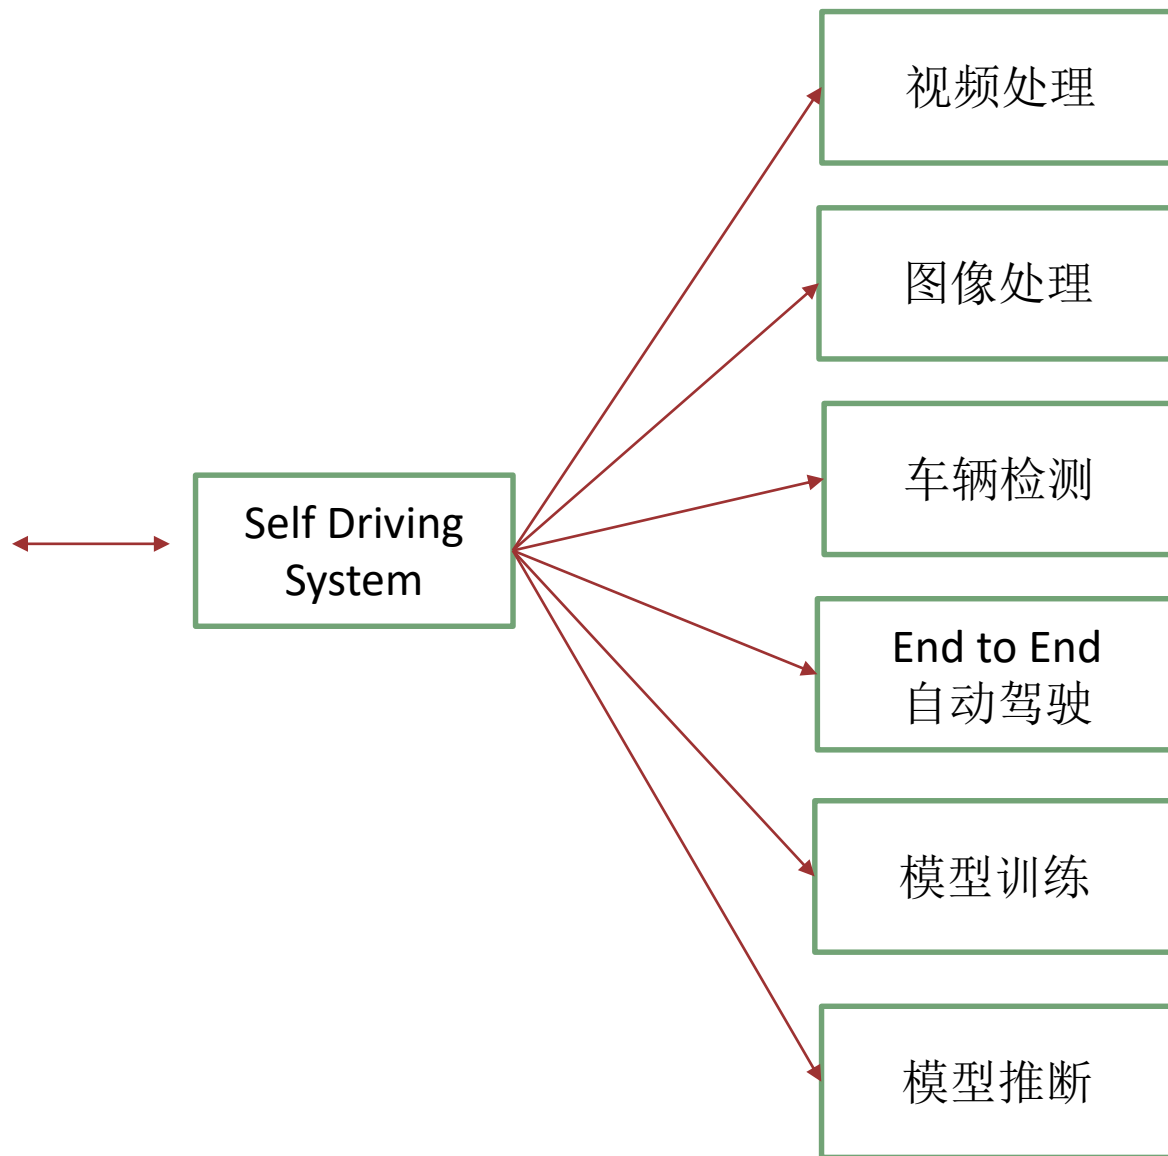 视频处理
图像处理
车辆检测
Self Driving
System
End to End
自动驾驶
模型训练
模型推断